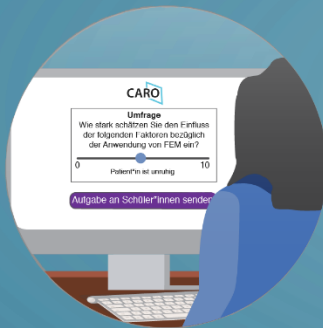 CARO
Umfrage
Wie stark schätzen Sie den Einfluss
der folgenden Faktoren bezüglich
der Anwendung von FEM ein?
0 10
Patient*in ist unruhig
Aufgabe an Schüler*innen senden